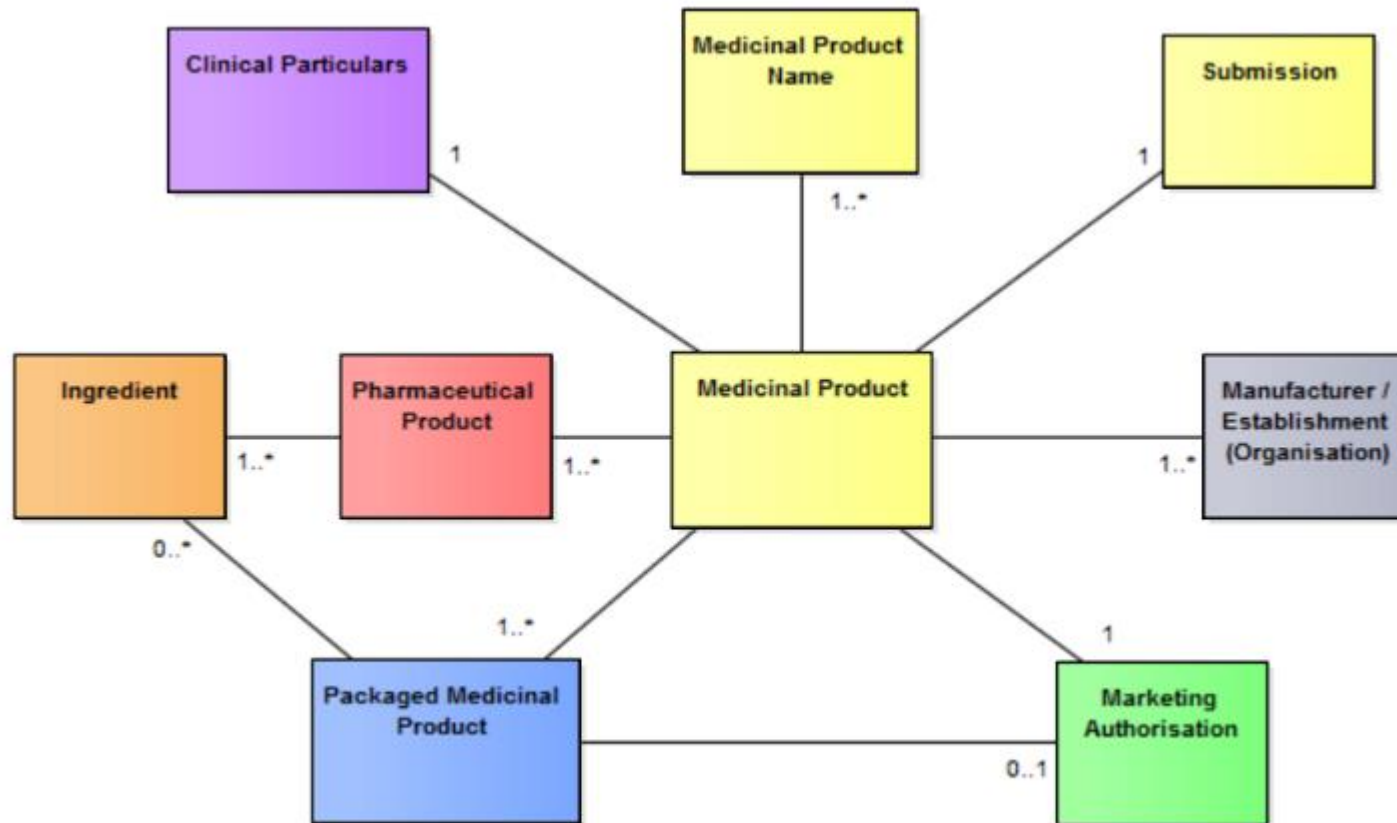 Clinical Particulars
1
Medicinal Product
Name
1..*
Submission
1
Ingredient
1..*
0..*
Pharmaceutical
Product
1..*
Medicinal Product
Manufacturer /
Establishment
(Organisation)
1..*
1..*
Packaged Medicinal
Product
1
0..1
Marketing
Authorisation